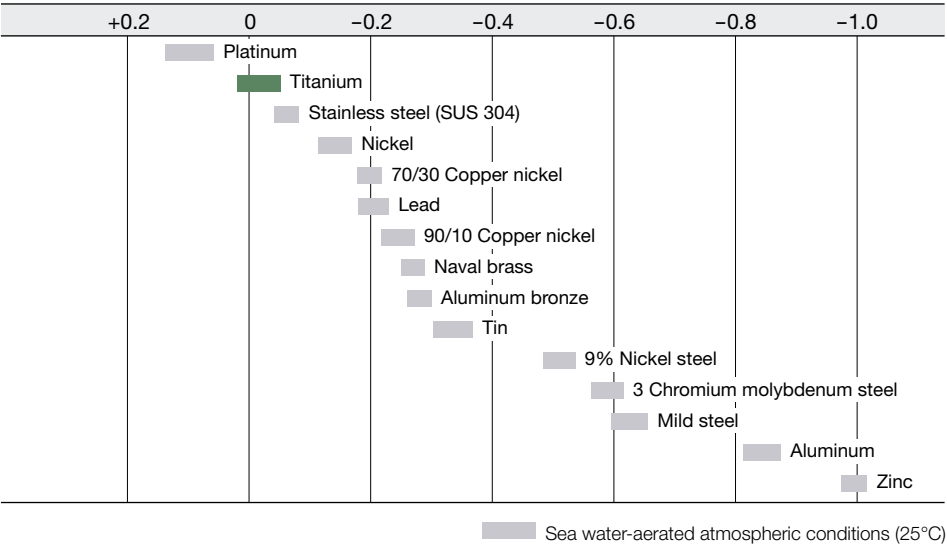 +0.2 0 −0.2 −0.4 −0.6 −0.8 −1.0
Platinum
Titanium
Stainless steel (SUS 304)
Nickel
70/30 Copper nickel
Lead
90/10 Copper nickel
Naval brass
Aluminum bronze
Tin
9% Nickel steel
3 Chromium molybdenum steel
Mild steel
Aluminum
Zinc
Sea water-aerated atmospheric conditions (25°C)